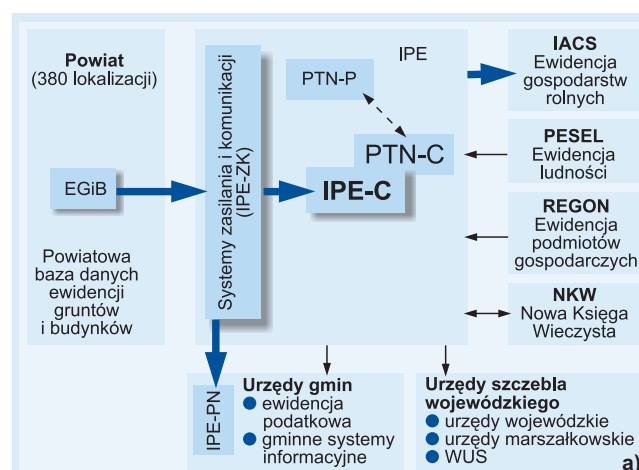 Powiat
(380 lokalizacji)
EGiB
Powiatowa
baza danych
ewidencji
gruntów
i budynków
Systemy zasilania i komunikacji
(IPE-ZK)
IPE
PTN-P
PTN-C
IPE-C
IPE-PN
IACS
Ewidencja
gospodarstw
rolnych
PESEL
Ewidencja
ludności
REGON
Ewidencja
podmiotów
gospodarczych
NKW
Nowa Księga
Wieczysta
Urzędy gmin
ewidencja
podatkowa
gminne systemy
informacyjne
Urzędy szczebla
wojewódzkiego
urzędy wojewódzkie
urzędy marszałkowskie
WUS
a)